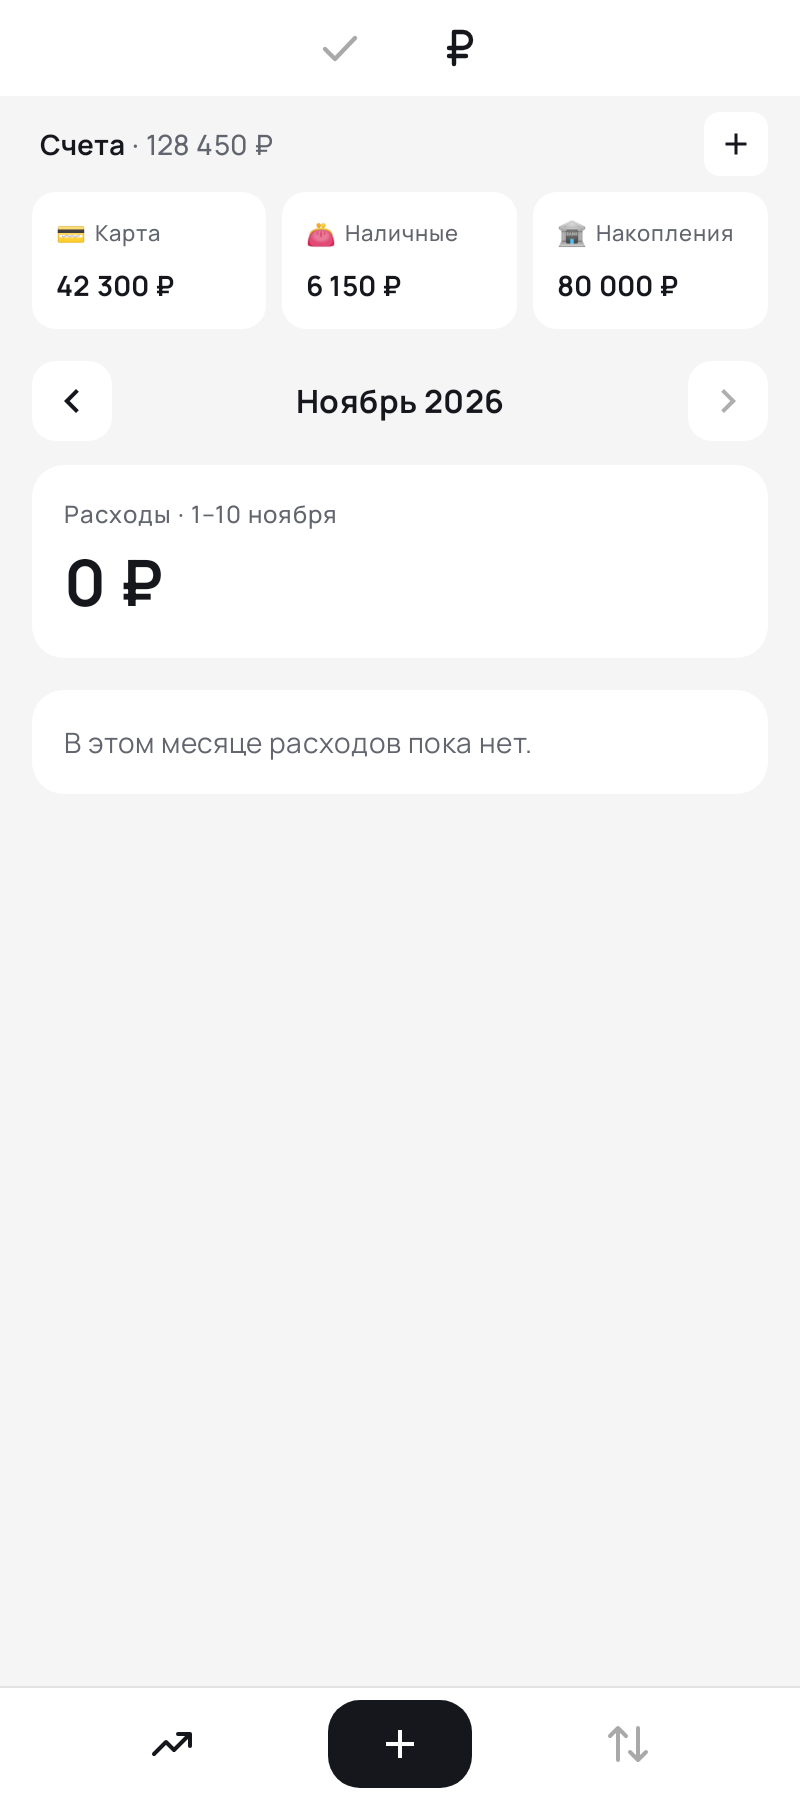 ₽
Счета · 128 450 ₽
Карта
42 300 ₽
Наличные
6 150 ₽
Накопления
80 000 ₽
Ноябрь 2026
Расходы · 1–10 ноября
0 ₽
В этом месяце расходов пока нет.